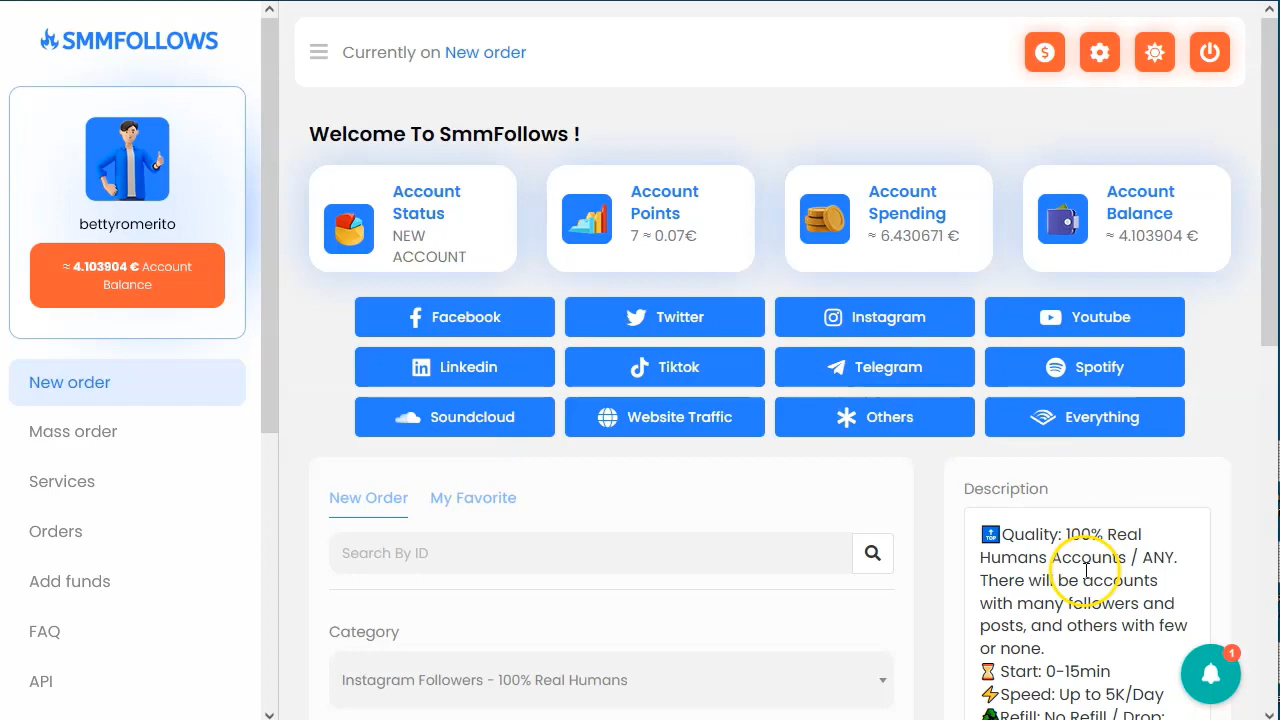 SMMFOLLOWS
bettyromerito
≈ 4.103904 € Account
Balance
New order
Mass order
Services
Orders
Add funds
FAQ
API
Currently on New order
Welcome To SmmFollows !
Account
Status
NEW
ACCOUNT
Account
Points
7 ≈ 0.07€
Account
Spending
≈ 6.430671 €
Account
Balance
≈ 4.103904 €
Facebook
Twitter
Instagram
Youtube
Linkedin
Tiktok
Telegram
Spotify
Soundcloud
Website Traffic
Others
Everything
New Order
My Favorite
Search By ID
Category
Instagram Followers - 100% Real Humans
Description
🔝Quality: 100% Real
Humans Accounts / ANY.
There will be accounts
with many followers and
posts, and others with few
or none.
⏳ Start: 0-15min
⚡Speed: Up to 5K/Day
♻Refill: No Refill / Drop:
1